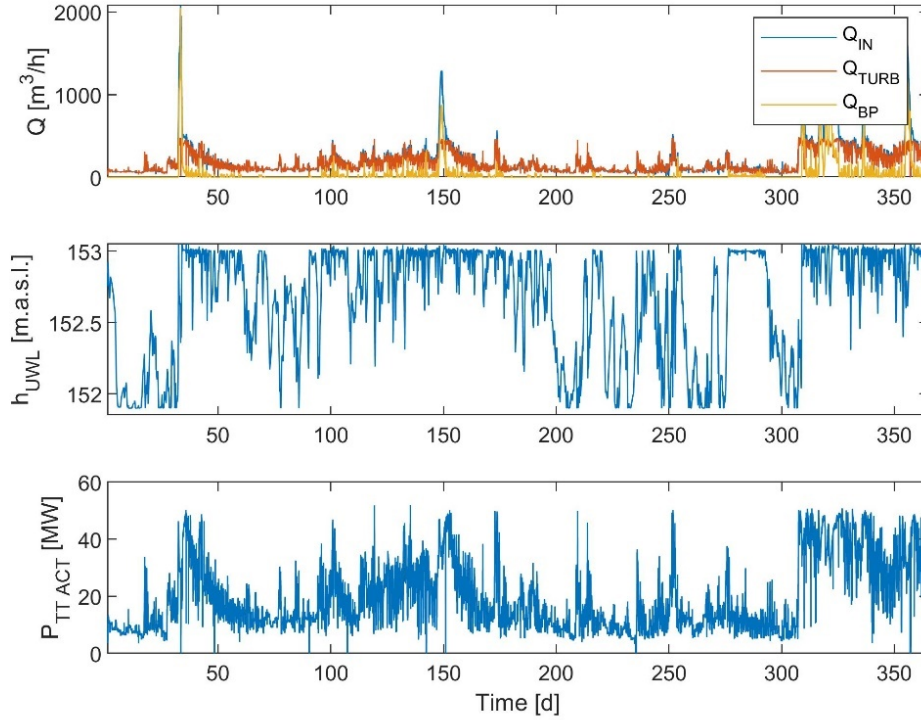 2000
1000
0
Q [m³/h]
Q_IN
Q_TURB
Q_BP
50 100 150 200 250 300 350
153
152.5
152
h_UWL [m.a.s.l.]
50 100 150 200 250 300 350
60
40
20
0
P_TT ACT [MW]
50 100 150 200 250 300 350
Time [d]